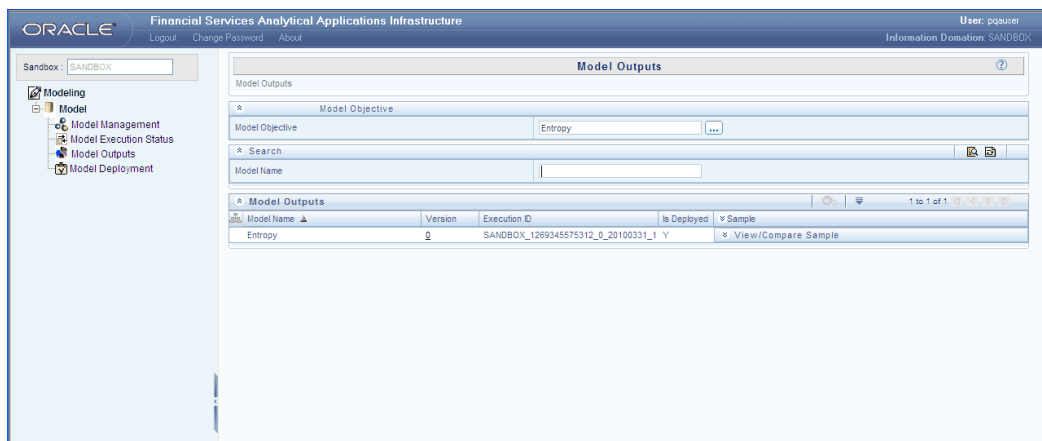 ORACLE
Financial Services Analytical Applications Infrastructure
User: pqauser
Logout Change Password About
Information Domation: SANDBOX
Sandbox : SANDBOX
Modeling
Model
Model Management
Model Execution Status
Model Outputs
Model Deployment
Model Outputs
Model Outputs
Model Objective
Model Objective Entropy ...
Search
Model Name
Model Outputs 1 to 1 of 1
Model Name Version Execution ID Is Deployed Sample
Entropy 0 SANDBOX_1269345575312_0_20100331_1 Y View/Compare Sample